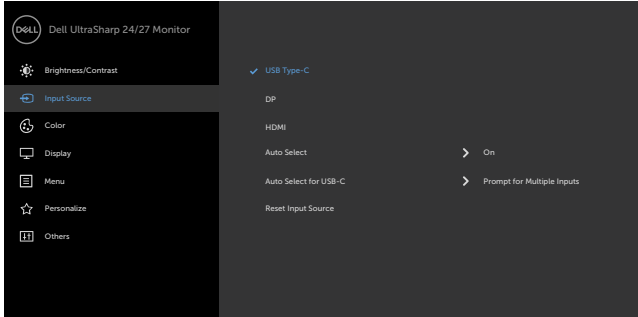 DELL
Dell UltraSharp 24/27 Monitor
Brightness/Contrast
Input Source
Color
Display
Menu
Personalize
Others
USB Type-C
DP
HDMI
Auto Select On
Auto Select for USB-C Prompt for Multiple Inputs
Reset Input Source